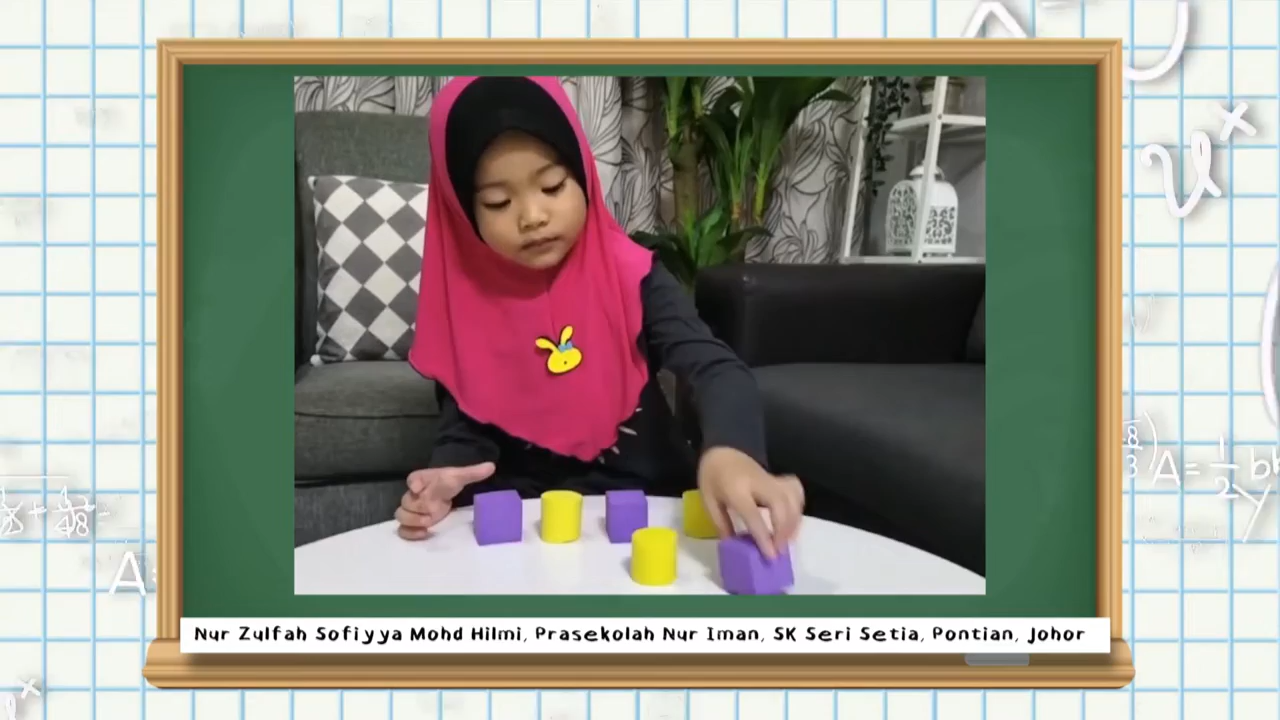 Nur Zulfah Sofiyya Mohd Hilmi, Prasekolah Nur Iman, SK Seri Setia, Pontian, Johor